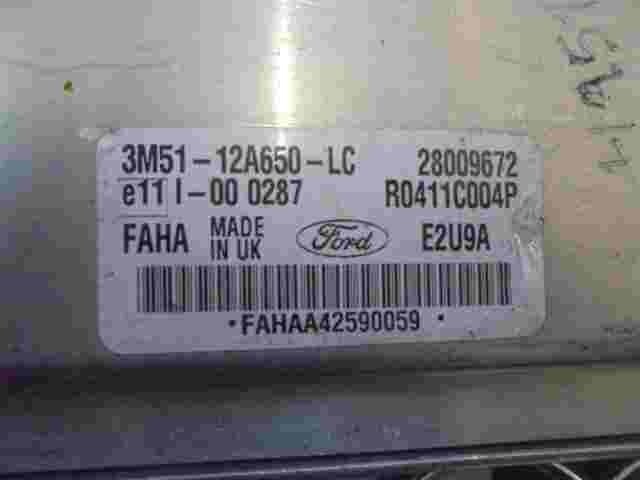 3M51-12A650-LC 28009672
e11 I-00 0287 R0411C004P
FAHA MADE IN UK Ford E2U9A
•FAHAA42590059•